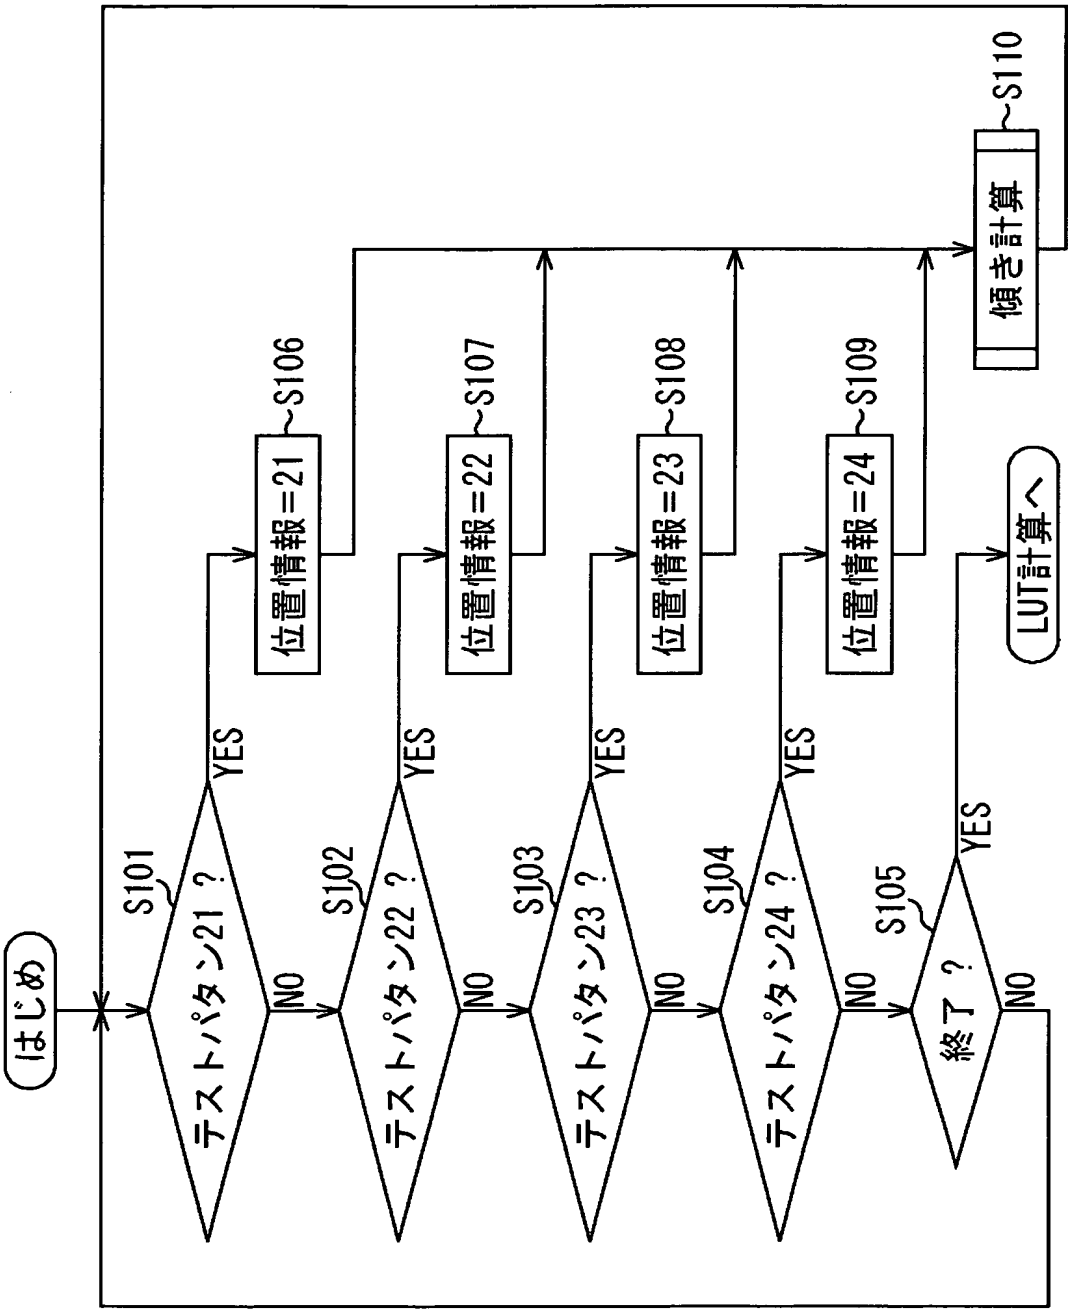 はじめ
S101
テストパタン21？
YES
NO
位置情報=21
S106
S102
テストパタン22？
YES
NO
位置情報=22
S107
S103
テストパタン23？
YES
NO
位置情報=23
S108
S104
テストパタン24？
YES
NO
位置情報=24
S109
S105
終了？
YES
NO
LUT計算へ
傾き計算
S110